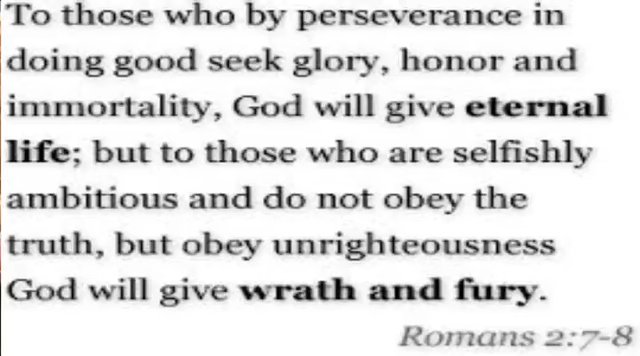 To those who by perseverance in
doing good seek glory, honor and
immortality, God will give eternal
life; but to those who are selfishly
ambitious and do not obey the
truth, but obey unrighteousness
God will give wrath and fury.
Romans 2:7-8